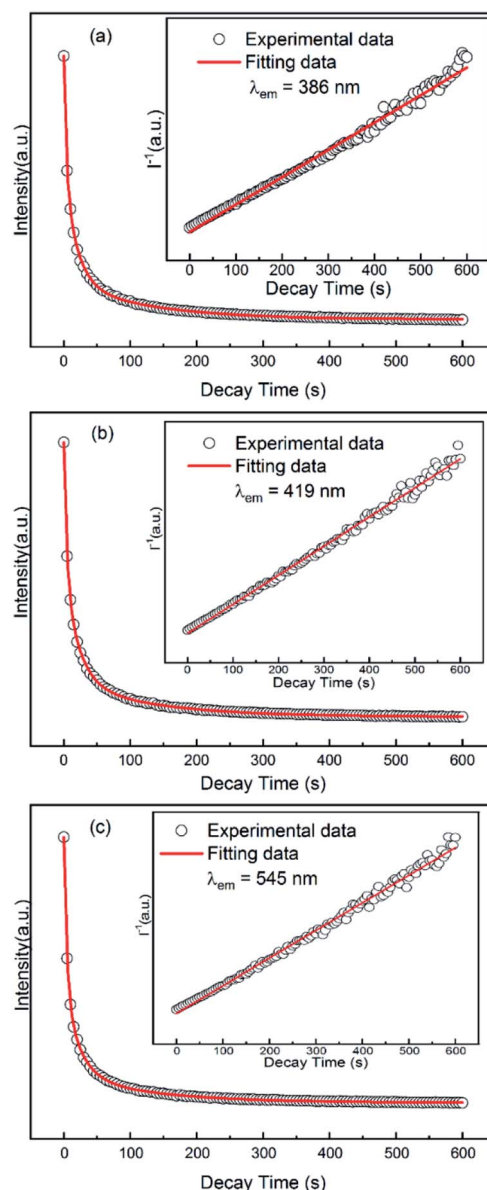 (a)
Experimental data
Fitting data
λem = 386 nm
I-1(a.u.)
0 100 200 300 400 500 600
Decay Time (s)
Intensity(a.u.)
0 100 200 300 400 500 600
Decay Time (s)
(b)
Experimental data
Fitting data
λem = 419 nm
I-1(a.u.)
0 100 200 300 400 500 600
Decay Time (s)
Intensity(a.u.)
0 100 200 300 400 500 600
Decay Time (s)
(c)
Experimental data
Fitting data
λem = 545 nm
I-1(a.u.)
0 100 200 300 400 500 600
Decay Time (s)
Intensity(a.u.)
0 100 200 300 400 500 600
Decay Time (s)